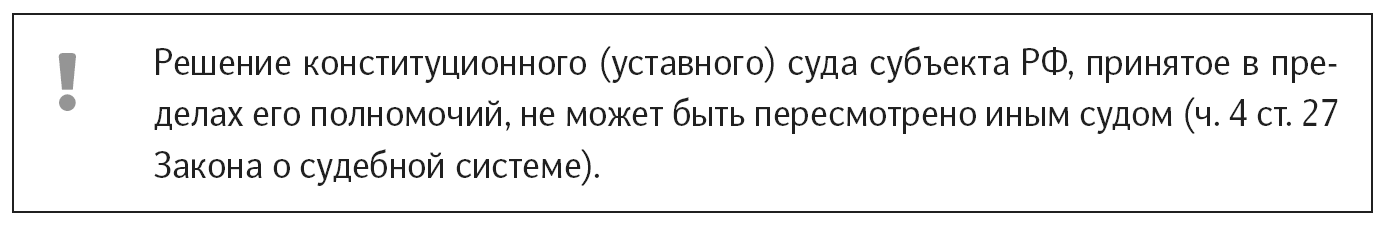 Решение конституционного (уставного) суда субъекта РФ, принятое в пре-
делах его полномочий, не может быть пересмотрено иным судом (ч. 4 ст. 27
Закона о судебной системе).